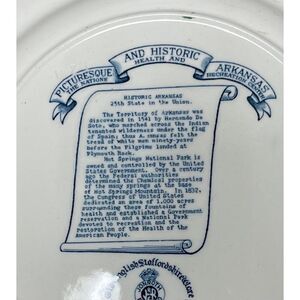 PICTURESQUE AND HISTORIC ARKANSAS
THE NATIONS HEALTH AND RECREATION
HISTORIC ARKANSAS
25th State in the Union.
The Territory of Arkansas was
discovered in 1541 by Hernando De
Soto, who marched across the Indian
tenanted wilderness under the flag
of Spain; thus Arkansas felt the
tread of white men ninety-years
before the Pilgrims landed at
Plymouth Rock.
Hot Springs National Park is
owned and controlled by the United
States Government. Over a century
ago the Federal authorities
determined the Chemical properties
of the many springs at the base
of Hot Springs Mountain. In 1832,
the Congress of United States
dedicated an area of 1,000 acres
surrounding these fountains of
health and established a Government
reservation and a National Park
devoted to recreation and the
restoration of the Health of the
American People.
English Staffordshire ware